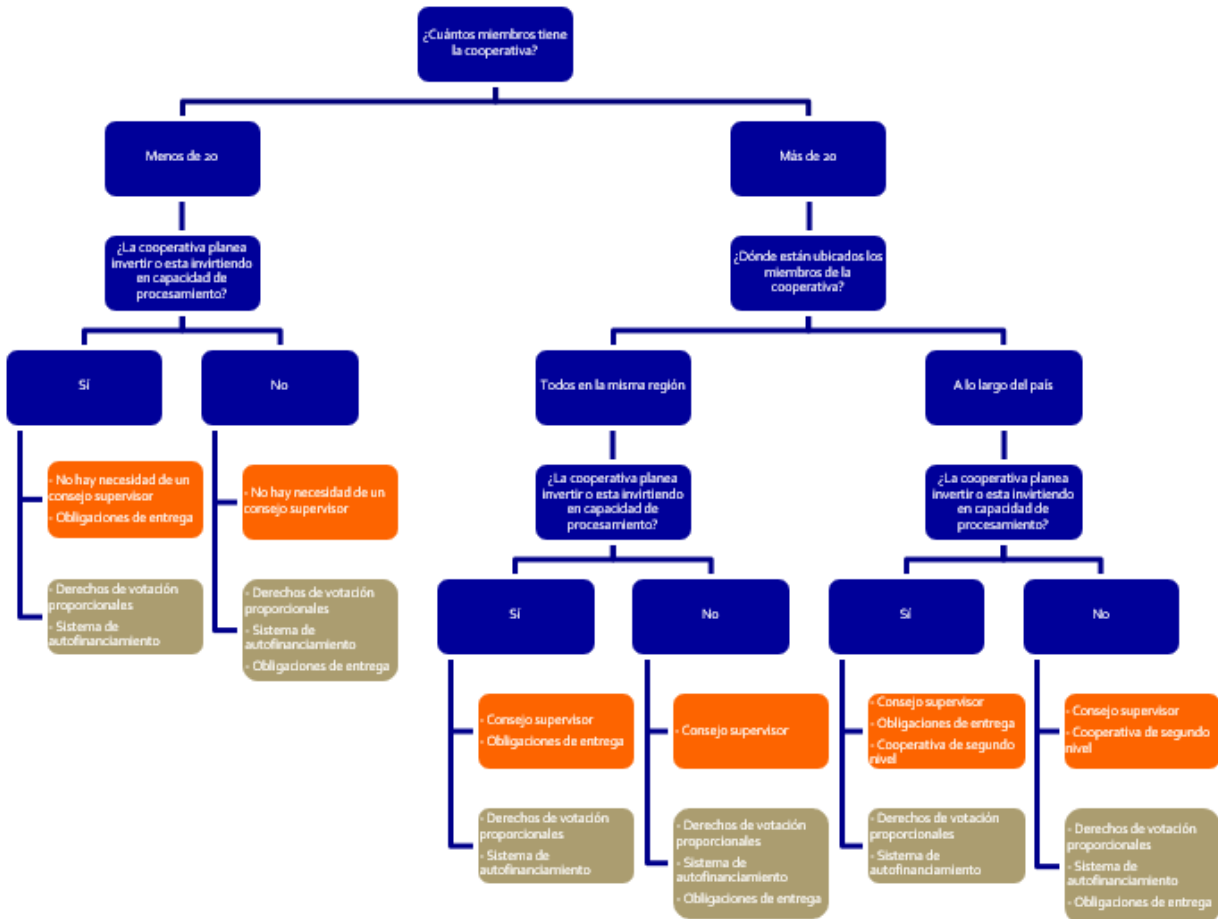 ¿Cuántos miembros tiene
la cooperativa?
Menos de 20
Más de 20
¿La cooperativa planea
invertir o esta invirtiendo
en capacidad de
procesamiento?
¿Dónde están ubicados los
miembros de la
cooperativa?
Sí
No
Todos en la misma región
A lo largo del país
- No hay necesidad de un
consejo supervisor
- Obligaciones de entrega
- No hay necesidad de un
consejo supervisor
¿La cooperativa planea
invertir o esta invirtiendo
en capacidad de
procesamiento?
¿La cooperativa planea
invertir o esta invirtiendo
en capacidad de
procesamiento?
- Derechos de votación
proporcionales
- Sistema de
autofinanciamiento
- Derechos de votación
proporcionales
- Sistema de
autofinanciamiento
- Obligaciones de entrega
Sí
No
Sí
No
- Consejo supervisor
- Obligaciones de entrega
- Consejo supervisor
- Consejo supervisor
- Obligaciones de entrega
- Cooperativa de segundo
nivel
- Consejo supervisor
- Cooperativa de segundo
nivel
- Derechos de votación
proporcionales
- Sistema de
autofinanciamiento
- Derechos de votación
proporcionales
- Sistema de
autofinanciamiento
- Obligaciones de entrega
- Derechos de votación
proporcionales
- Sistema de
autofinanciamiento
- Derechos de votación
proporcionales
- Sistema de
autofinanciamiento
- Obligaciones de entrega